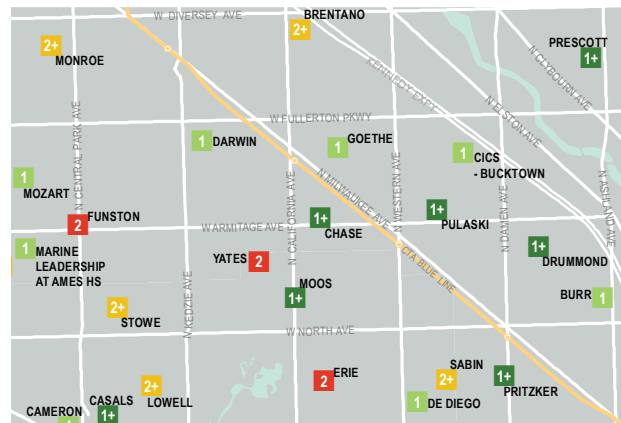 W DIVERSEY AVE
BRENTANO
2+
2+
MONROE
PRESCOTT
1+
N CLYBOURN AVE
KENNEDY EXPY
N ELSTON AVE
N CENTRAL PARK AVE
W FULLERTON PKWY
1
DARWIN
GOETHE
1
1
CICS
- BUCKTOWN
1
MOZART
N MILWAUKEE AVE
N WESTERN AVE
N CALIFORNIA AVE
N DAMEN AVE
N ASHLAND AVE
FUNSTON
2
W ARMITAGE AVE
1+
CHASE
1+
PULASKI
1
MARINE
LEADERSHIP
AT AMES HS
YATES
2
CTA BLUE LINE
1+
DRUMMOND
N KEDZIE AVE
MOOS
1+
BURR
1
2+
STOWE
W NORTH AVE
2
ERIE
SABIN
2+
1+
PRITZKER
2+
LOWELL
1
DE DIEGO
CASALS
1+
CAMERON
1